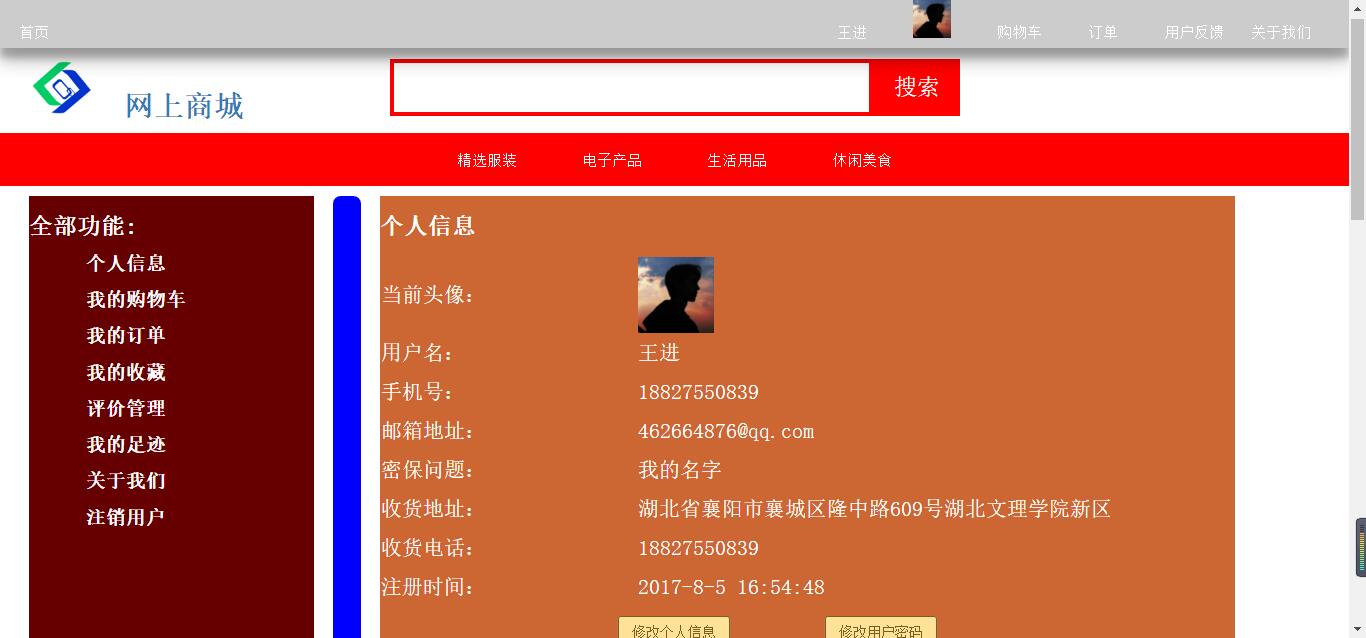 首页 王进 购物车 订单 用户反馈 关于我们
网上商城 搜索
精选服装 电子产品 生活用品 休闲美食
全部功能：
个人信息
我的购物车
我的订单
我的收藏
评价管理
我的足迹
关于我们
注销用户
个人信息
当前头像：
用户名： 王进
手机号： 18827550839
邮箱地址： 462664876@qq.com
密保问题： 我的名字
收货地址： 湖北省襄阳市襄城区隆中路609号湖北文理学院新区
收货电话： 18827550839
注册时间： 2017-8-5 16:54:48
修改个人信息 修改用户密码